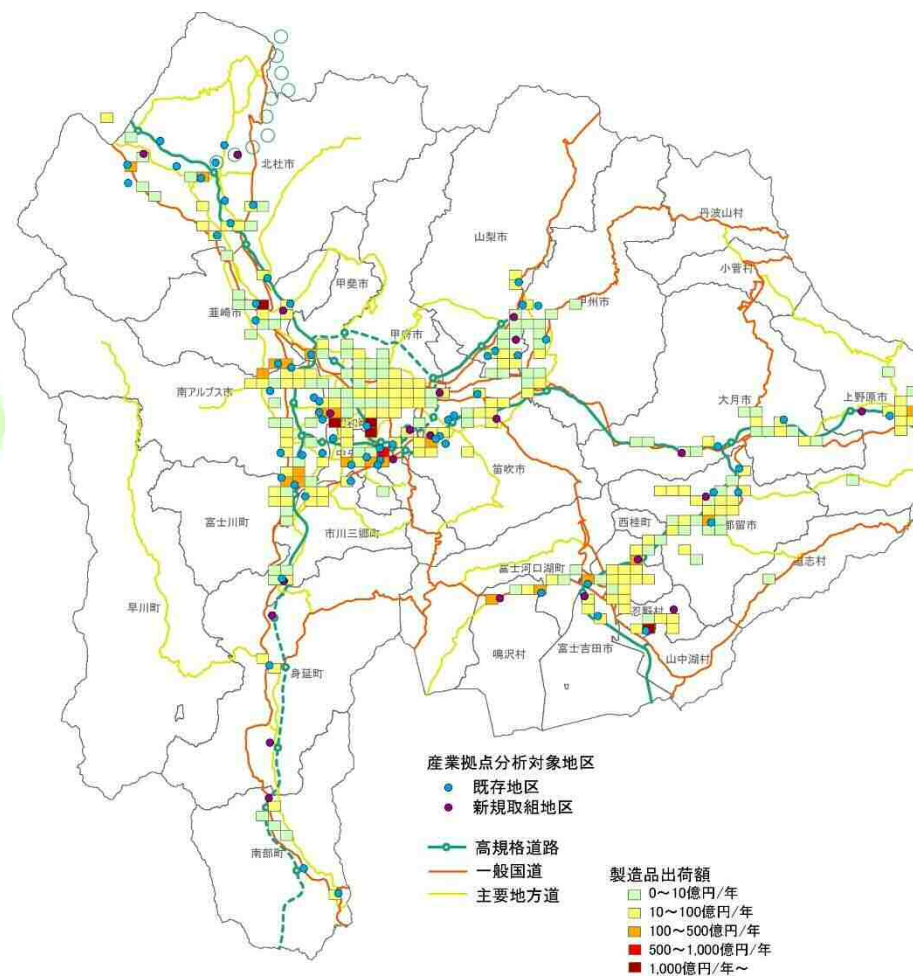 北杜市
丹波山村
山梨市
小菅村
甲斐市
甲州市
甲府市
韮崎市
南アルプス市
大月市
上野原市
中央
笛吹市
富士川町
西桂町
都留市
市川三郷町
道志村
富士河口湖町
早川町
忍野村
鳴沢村
富士吉田市
山中湖村
身延町
南部町
産業拠点分析対象地区
既存地区
新規取組地区
高規格道路
一般国道
主要地方道
製造品出荷額
0～10億円/年
10～100億円/年
100～500億円/年
500～1,000億円/年
1,000億円/年～